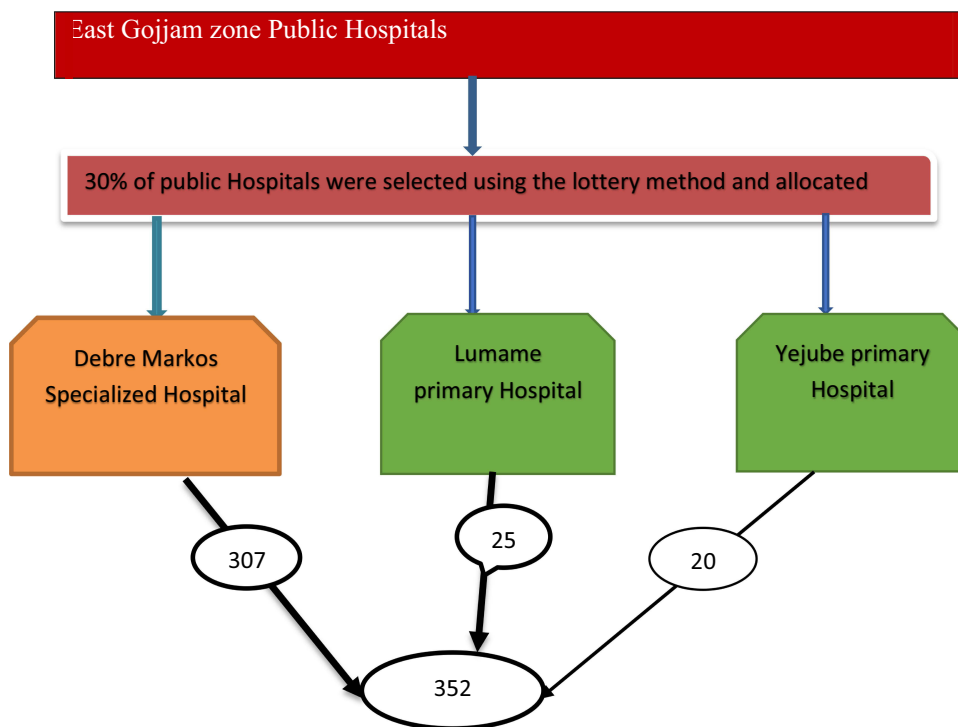 East Gojjam zone Public Hospitals
30% of public Hospitals were selected using the lottery method and allocated
Debre Markos
Specialized Hospital
Lumame
primary Hospital
Yejube primary
Hospital
307
25
20
352